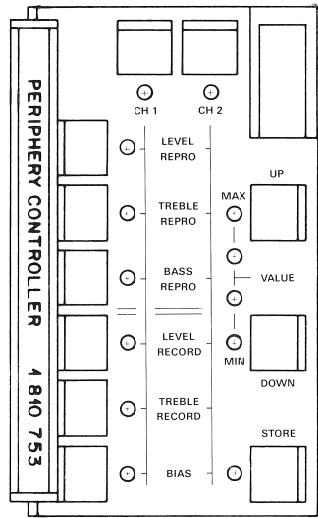 PERIPHERY CONTROLLER 4 840 753
CH 1
CH 2
LEVEL
REPRO
TREBLE
REPRO
BASS
REPRO
LEVEL
RECORD
TREBLE
RECORD
BIAS
UP
MAX
VALUE
MIN
DOWN
STORE